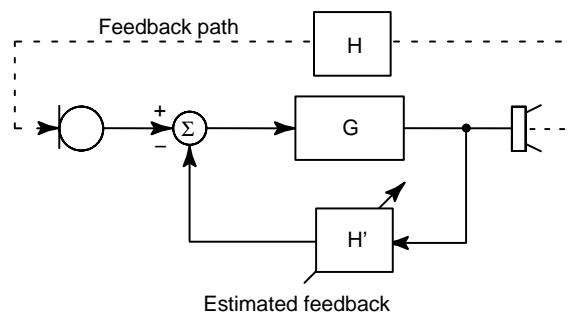 Feedback path
H
+
Σ
−
G
H'
Estimated feedback